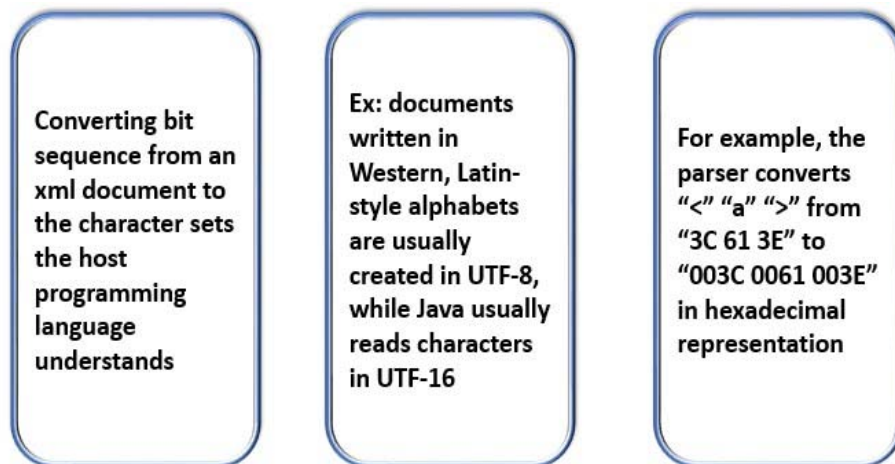 Converting bit
sequence from an
xml document to
the character sets
the host
programming
language
understands
Ex: documents
written in
Western, Latin-
style alphabets
are usually
created in UTF-8,
while Java usually
reads characters
in UTF-16
For example, the
parser converts
“<” “a” “>” from
“3C 61 3E” to
“003C 0061 003E”
in hexadecimal
representation